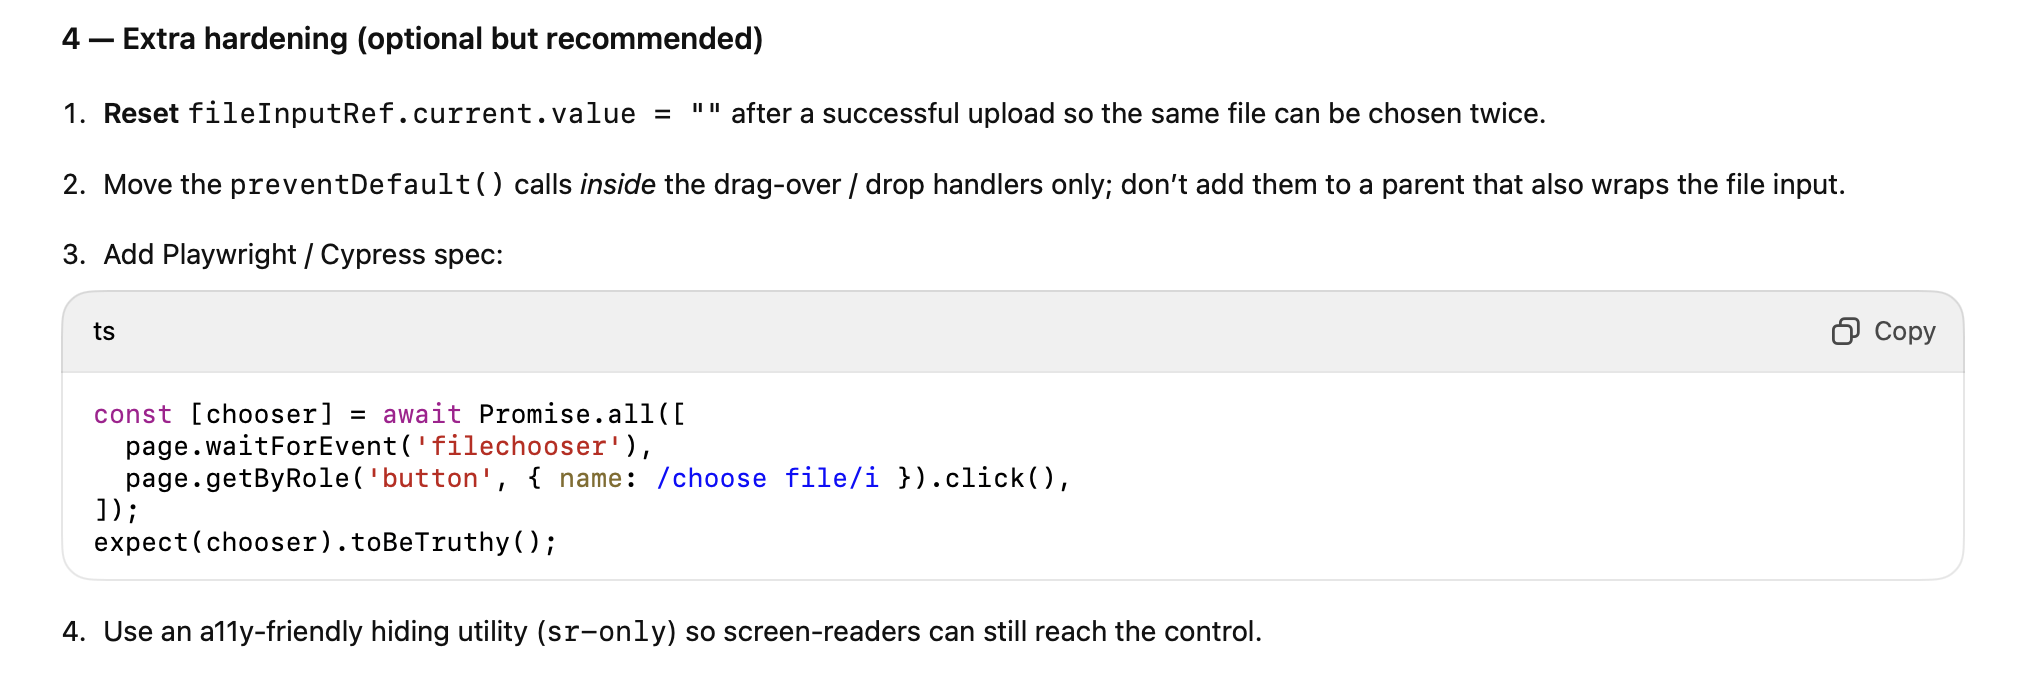 4 — Extra hardening (optional but recommended)
1. Reset fileInputRef.current.value = "" after a successful upload so the same file can be chosen twice.
2. Move the preventDefault() calls inside the drag-over / drop handlers only; don’t add them to a parent that also wraps the file input.
3. Add Playwright / Cypress spec:
ts
Copy
const [chooser] = await Promise.all([
  page.waitForEvent('filechooser'),
  page.getByRole('button', { name: /choose file/i }).click(),
]);
expect(chooser).toBeTruthy();
4. Use an a11y-friendly hiding utility (sr-only) so screen-readers can still reach the control.